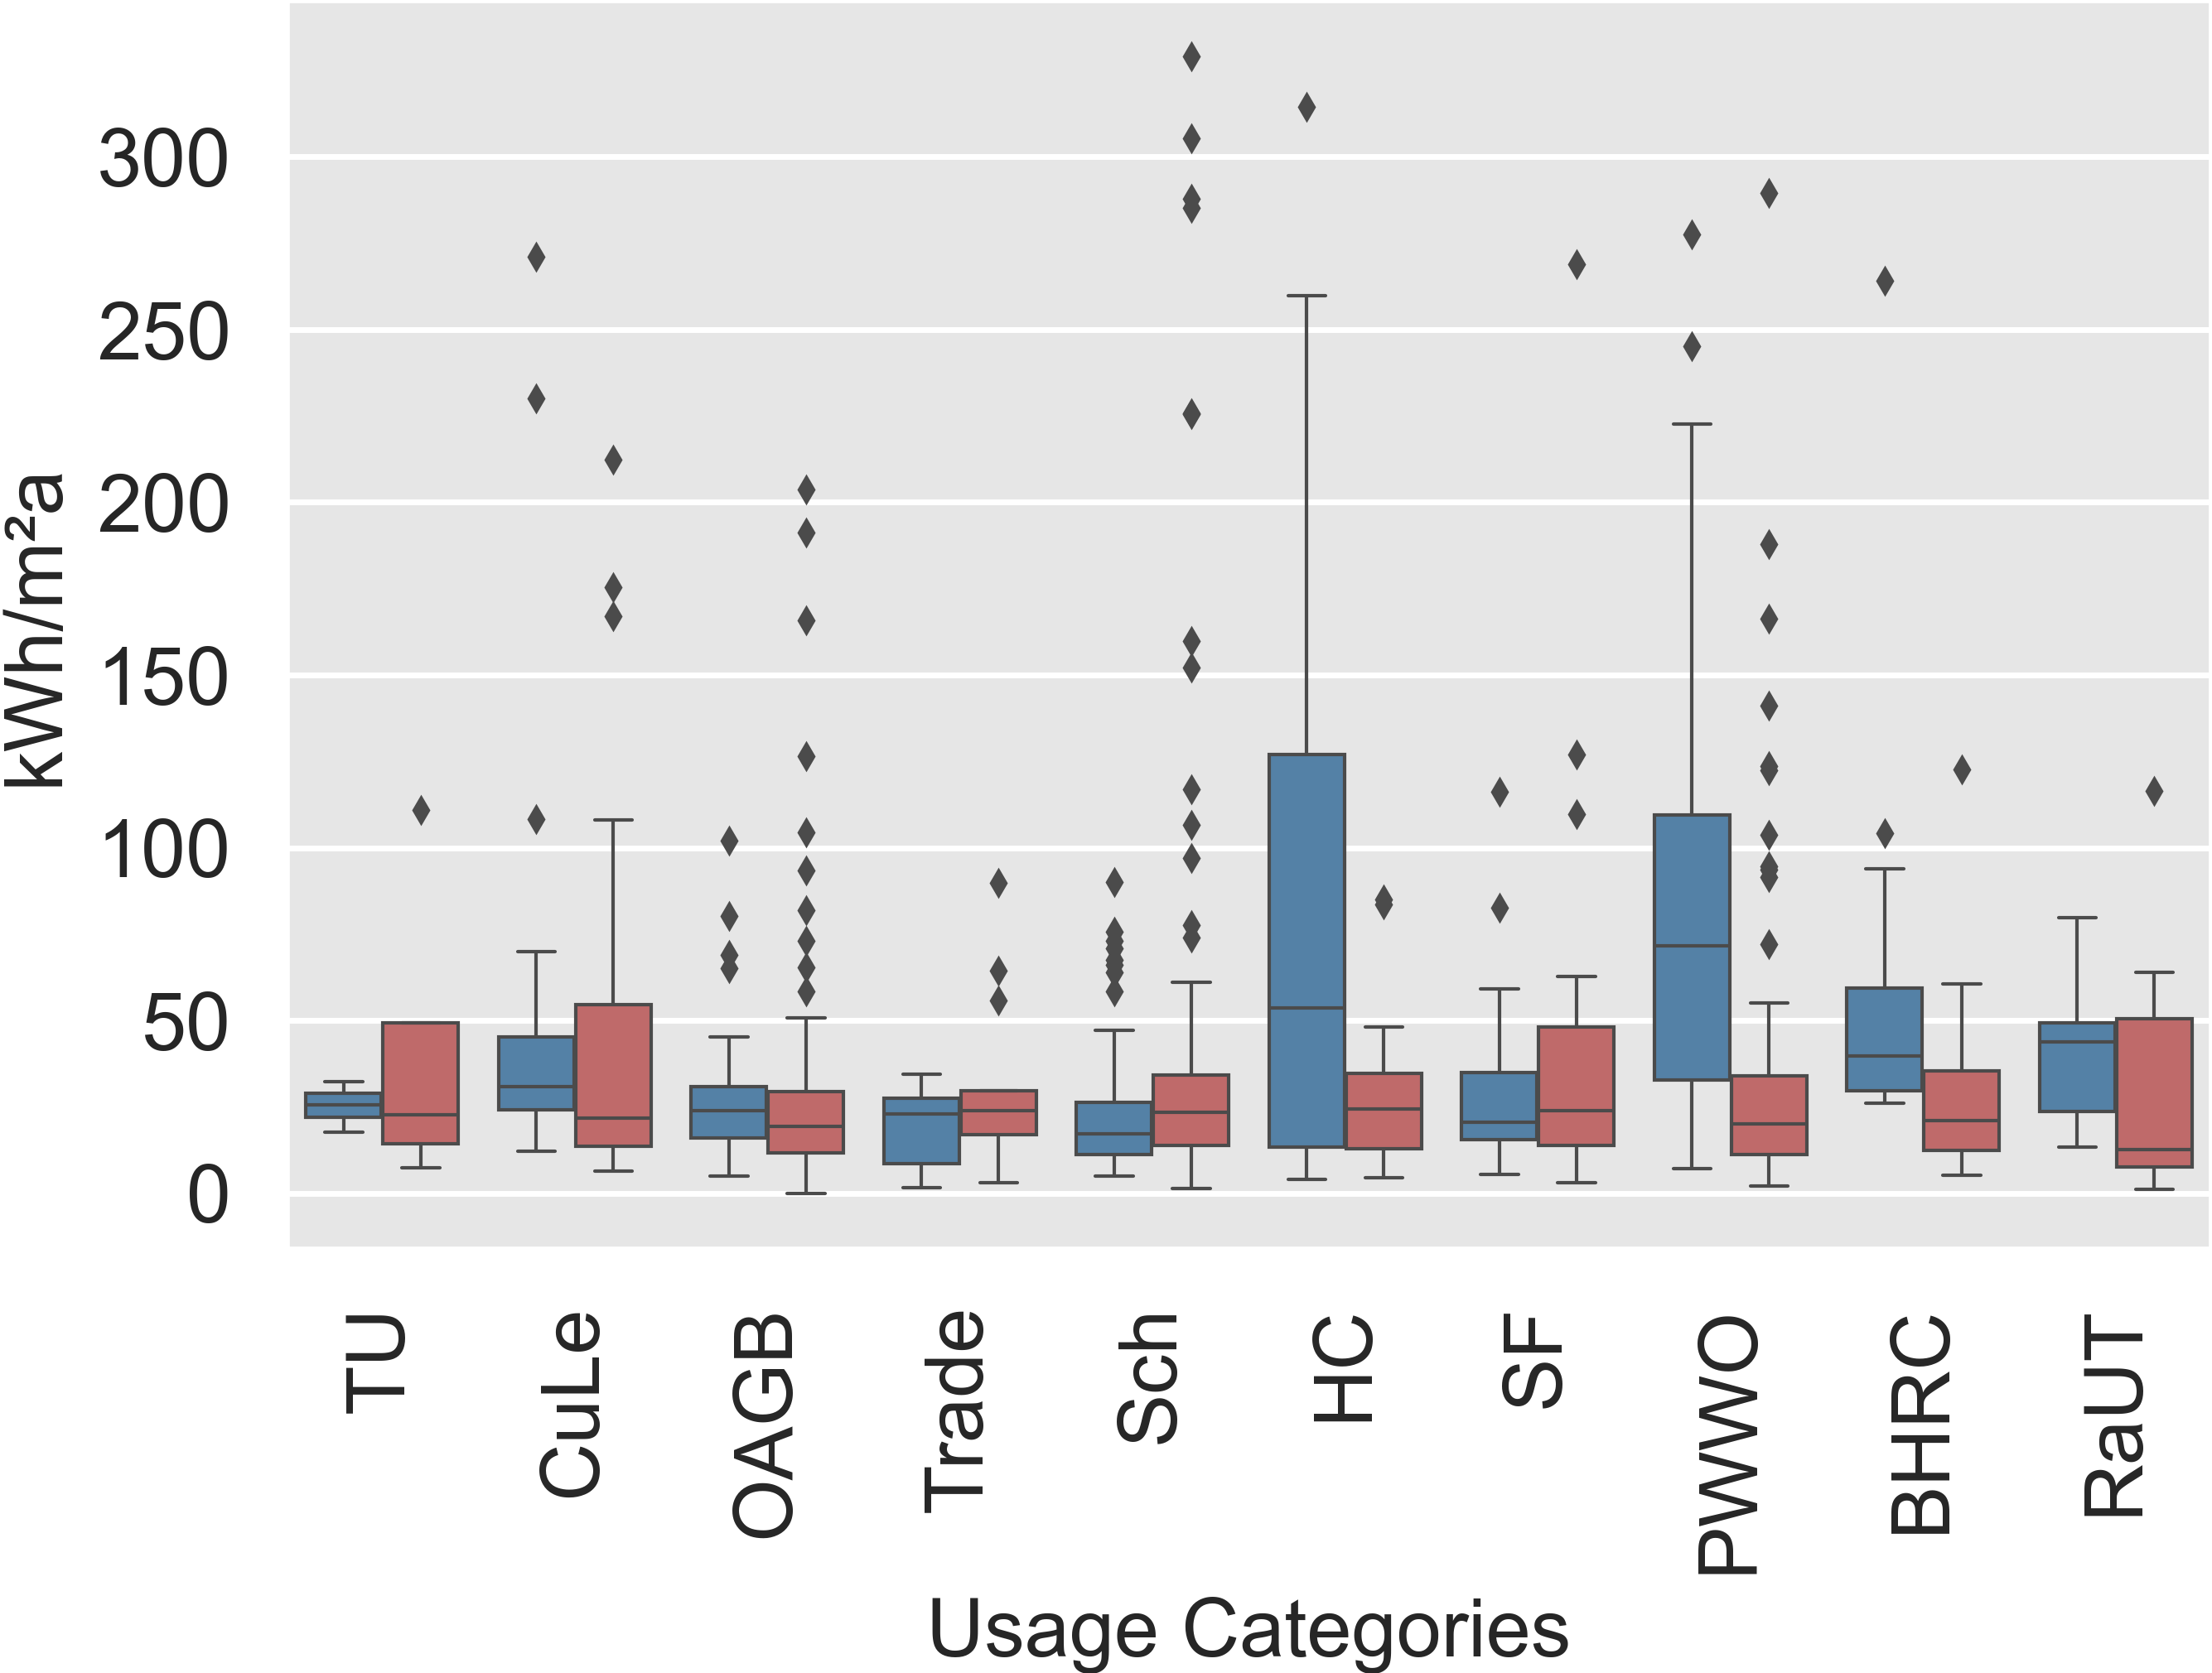 kWh/m²a
300
250
200
150
100
50
0
TU
CuLe
OAGB
Trade
Sch
HC
SF
PWWO
BHRC
RaUT
Usage Categories